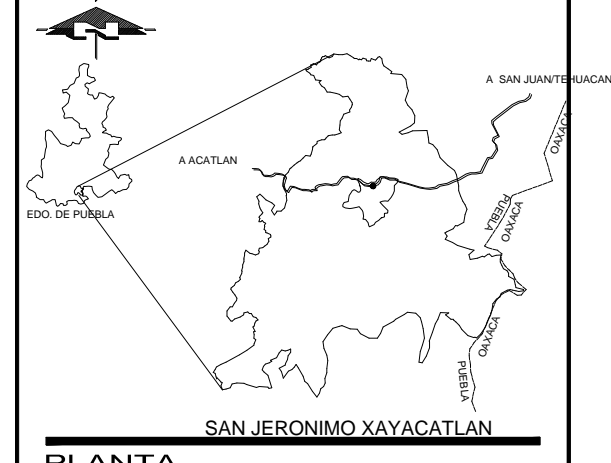 N
A SAN JUAN/TEHUACAN
OAXACA
A ACATLAN
PUEBLA
OAXACA
EDO. DE PUEBLA
OAXACA
PUEBLA
SAN JERONIMO XAYACATLAN
PLANTA